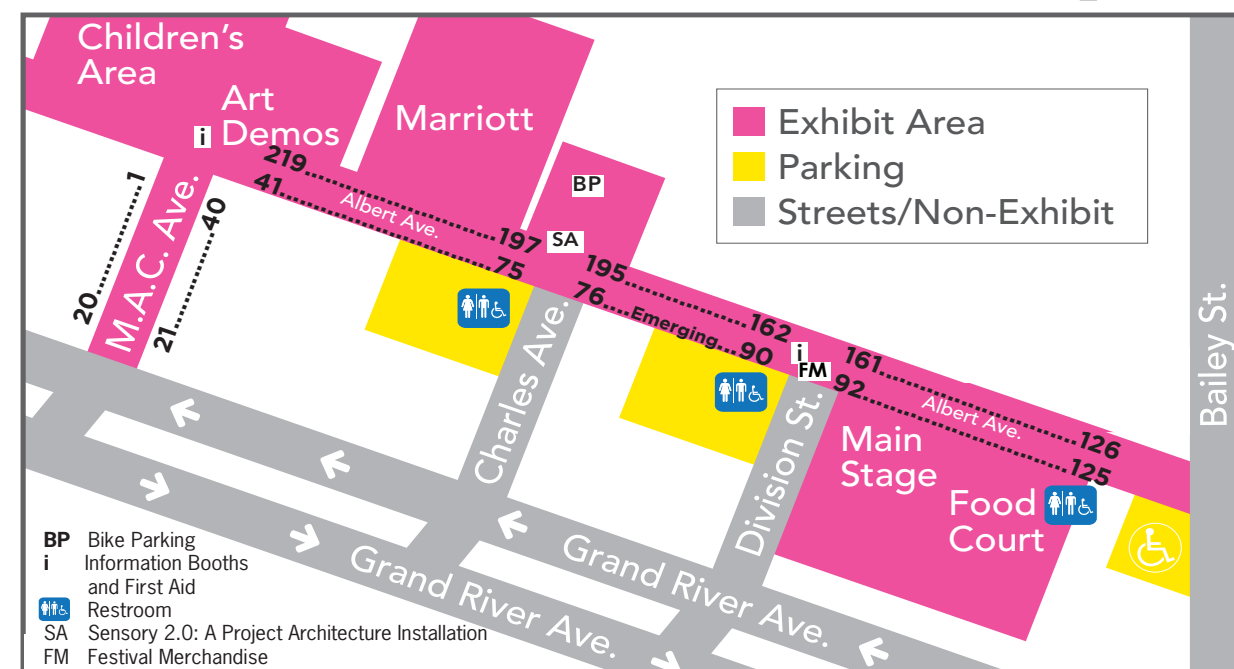 Children's
Area
Art
Demos
i
Marriott
BP
Exhibit Area
Parking
Streets/Non-Exhibit
219
197
41
Albert Ave.
75
SA
1
20
M.A.C. Ave.
40
21
195
162
76
Emerging
90
i
FM
161
126
92
Albert Ave.
125
Charles Ave.
Division St.
Main
Stage
Food
Court
Bailey St.
Grand River Ave.
Grand River Ave.
BP Bike Parking
i Information Booths
and First Aid
Restroom
SA Sensory 2.0: A Project Architecture Installation
FM Festival Merchandise